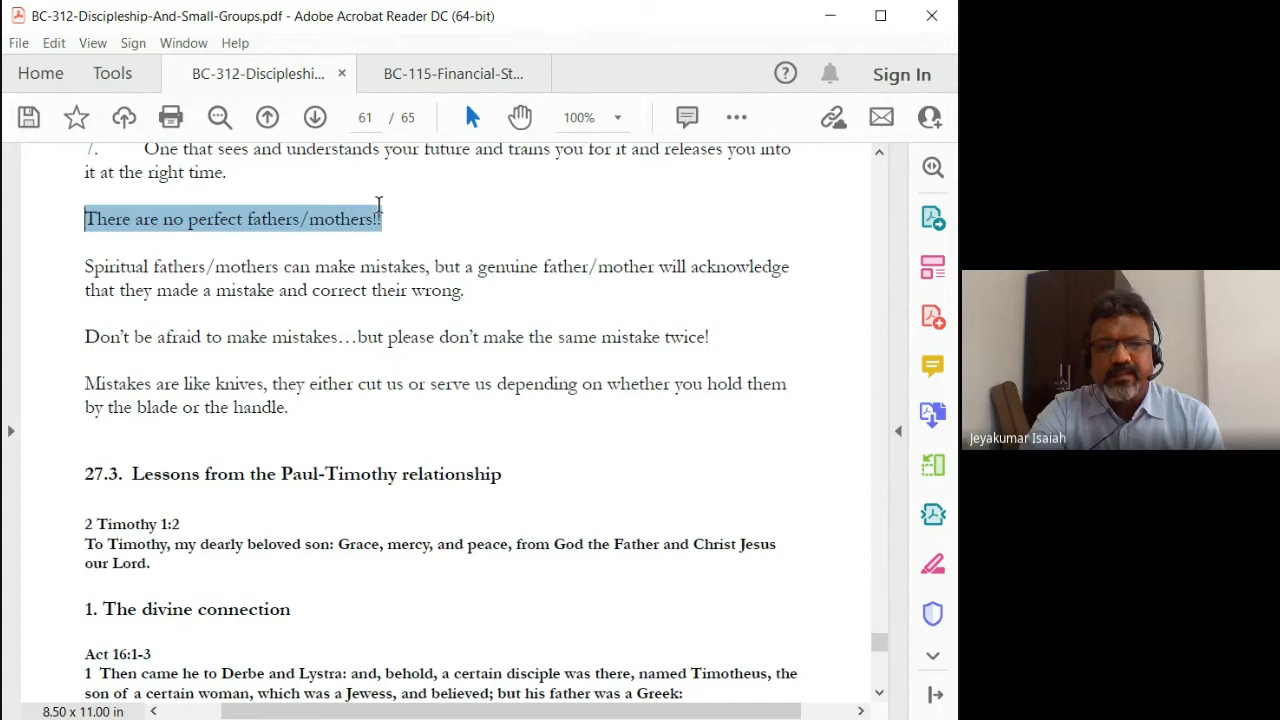 BC-312-Discipleship-And-Small-Groups.pdf - Adobe Acrobat Reader DC (64-bit)
File Edit View Sign Window Help
Home Tools BC-312-Discipleshi... × BC-115-Financial-St... Sign In
61 / 65 100%
7. One that sees and understands your future and trains you for it and releases you into
it at the right time.
There are no perfect fathers/mothers!!
Spiritual fathers/mothers can make mistakes, but a genuine father/mother will acknowledge
that they made a mistake and correct their wrong.
Don't be afraid to make mistakes…but please don't make the same mistake twice!
Mistakes are like knives, they either cut us or serve us depending on whether you hold them
by the blade or the handle.
27.3. Lessons from the Paul-Timothy relationship
2 Timothy 1:2
To Timothy, my dearly beloved son: Grace, mercy, and peace, from God the Father and Christ Jesus
our Lord.
1. The divine connection
Act 16:1-3
1 Then came he to Derbe and Lystra: and, behold, a certain disciple was there, named Timotheus, the
son of a certain woman, which was a Jewess, and believed; but his father was a Greek:
8.50 x 11.00 in
Jeyakumar Isaiah